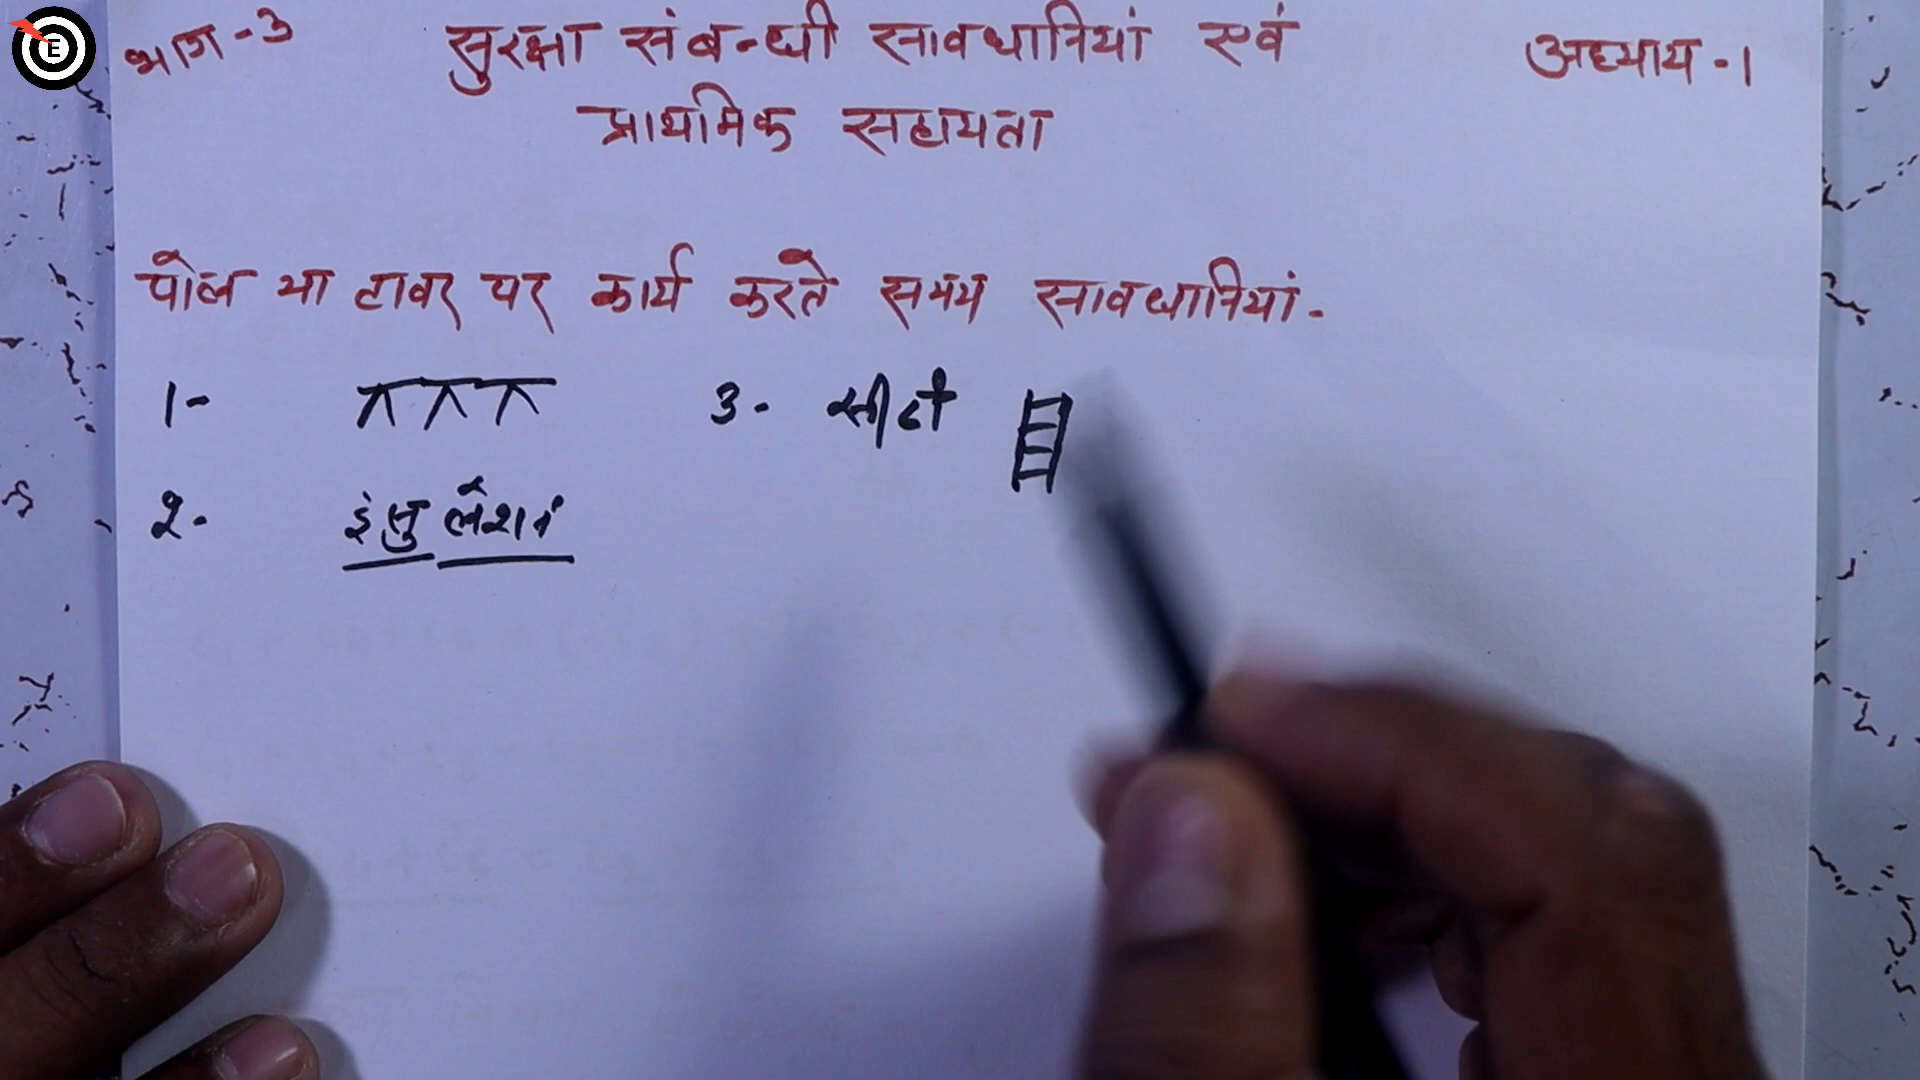 E
भाग-3
सुरक्षा संबन्धी सावधानियां एवं
प्राथमिक सहायता
अध्याय-1
पोल या टावर पर कार्य करते समय सावधानियां-
1-
2- इंसुलेशन
3- सीढी